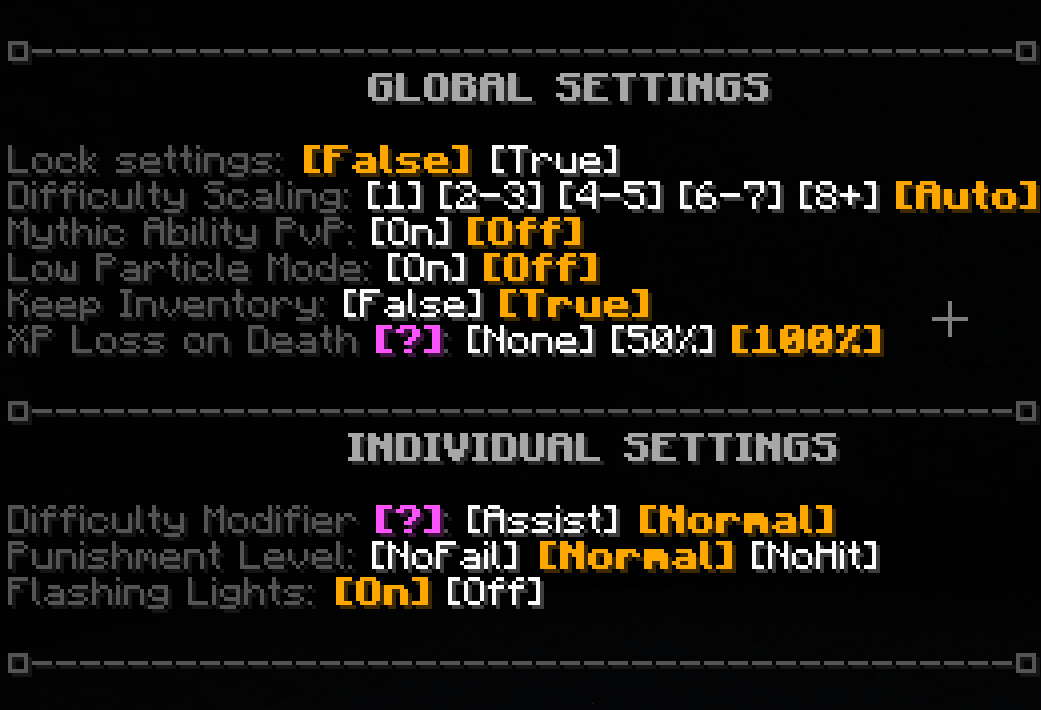 GLOBAL SETTINGS
Lock settings: [False] [True]
Difficulty Scaling: [1] [2-3] [4-5] [6-7] [8+] [Auto]
Mythic Ability PvP: [On] [Off]
Low Particle Mode: [On] [Off]
Keep Inventory: [False] [True]
XP Loss on Death [?]: [None] [50%] [100%]
INDIVIDUAL SETTINGS
Difficulty Modifier [?]: [Assist] [Normal]
Punishment Level: [NoFail] [Normal] [NoHit]
Flashing Lights: [On] [Off]